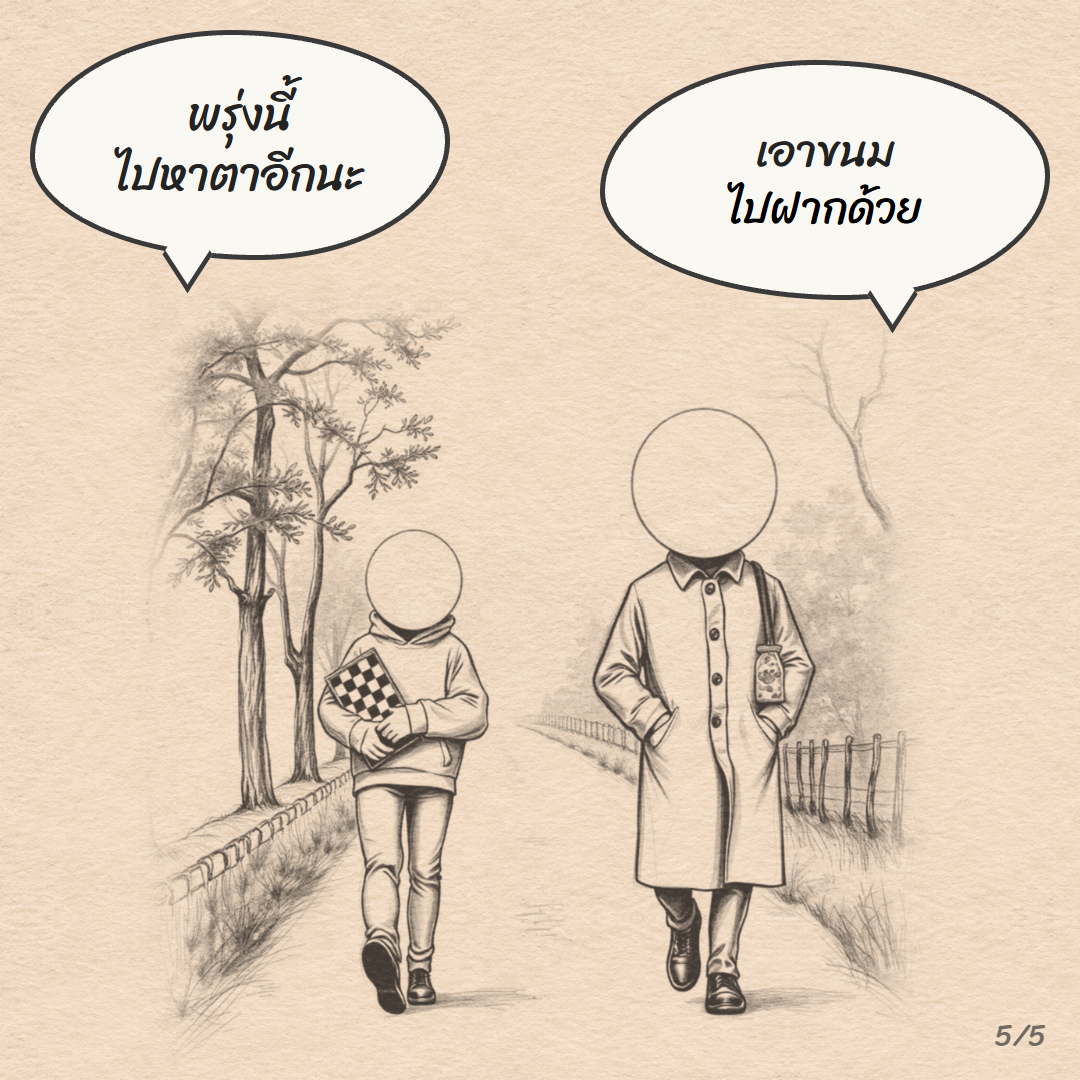 พรุ่งนี้
ไปหาตาอีกนะ
เอาขนม
ไปฝากด้วย
5/5